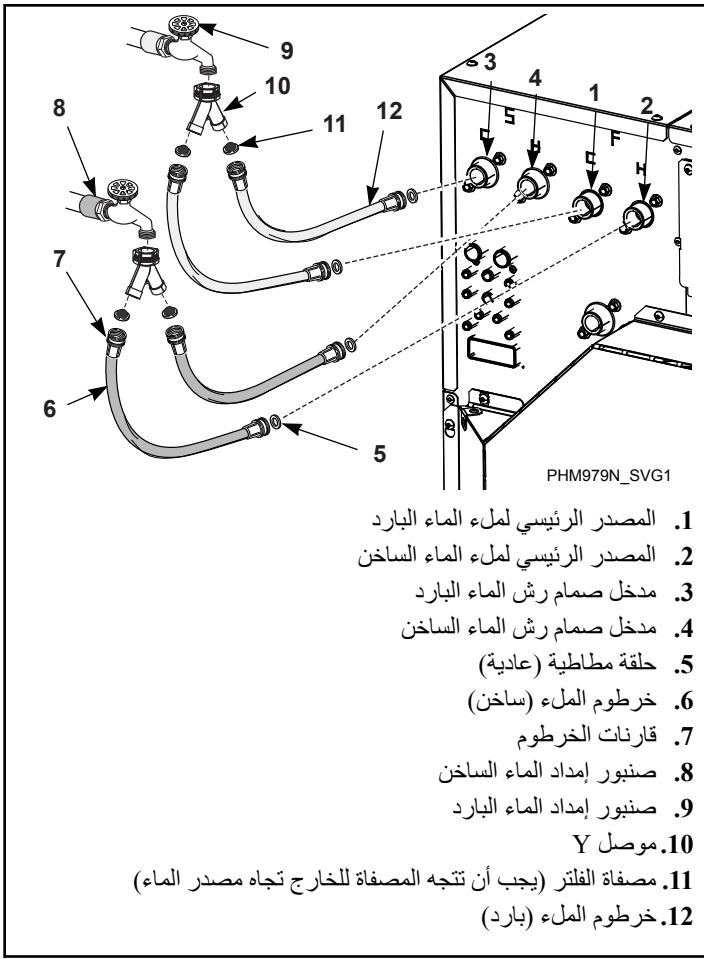 9
10
11
12
8
7
6
5
3
4
1
2
S
F
C
H
C
H
PHM979N_SVG1
1. المصدر الرئيسي لملء الماء البارد
2. المصدر الرئيسي لملء الماء الساخن
3. مدخل صمام رش الماء البارد
4. مدخل صمام رش الماء الساخن
5. حلقة مطاطية (عادية)
6. خرطوم الملء (ساخن)
7. قارنات الخرطوم
8. صنبور إمداد الماء الساخن
9. صنبور إمداد الماء البارد
10. موصل Y
11. مصفاة الفلتر (يجب أن تتجه المصفاة للخارج تجاه مصدر الماء)
12. خرطوم الملء (بارد)